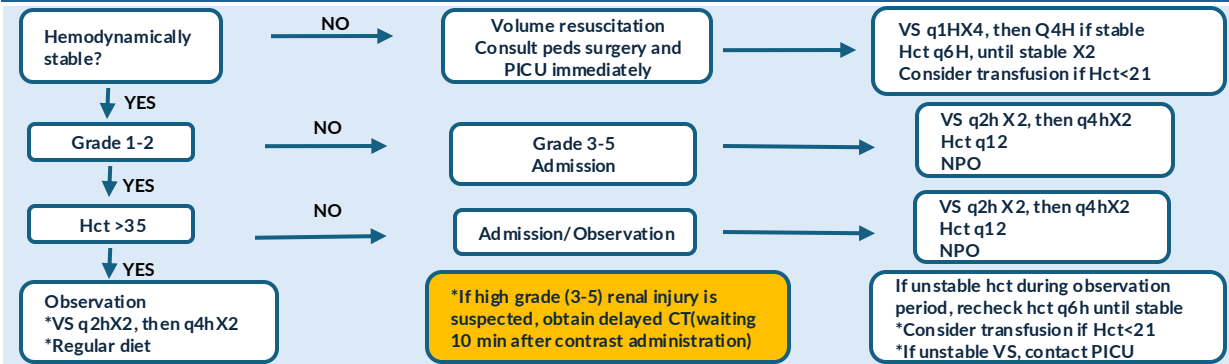 Hemodynamically
stable?
NO
Volume resuscitation
Consult peds surgery and
PICU immediately
VS q1HX4, then Q4H if stable
Hct q6H, until stable X2
Consider transfusion if Hct<21
YES
Grade 1-2
NO
Grade 3-5
Admission
VS q2h X2, then q4hX2
Hct q12
NPO
YES
Hct >35
NO
Admission/Observation
VS q2h X2, then q4hX2
Hct q12
NPO
YES
Observation
*VS q2hX2, then q4hX2
*Regular diet
*If high grade (3-5) renal injury is
suspected, obtain delayed CT(waiting
10 min after contrast administration)
If unstable hct during observation
period, recheck hct q6h until stable
*Consider transfusion if Hct<21
*If unstable VS, contact PICU